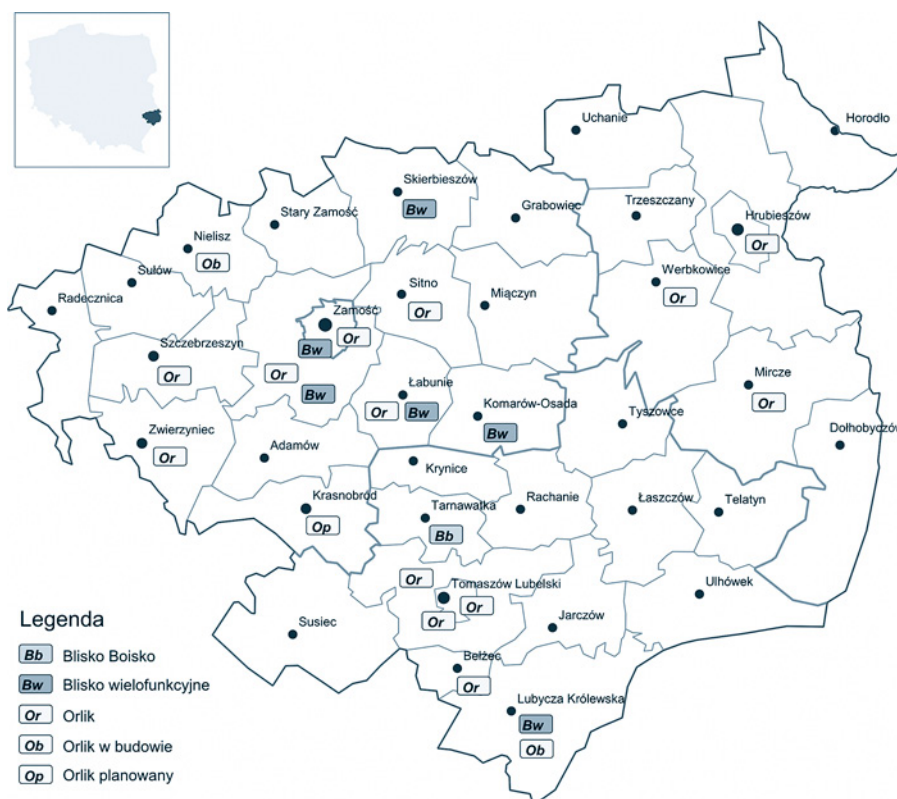 Uchanie
Horodło
Skierbieszów
Bw
Stary Zamość
Grabowiec
Trzeszczany
Hrubieszów
Or
Nielisz
Ob
Sułów
Radecznica
Sitno
Or
Miączyn
Werbkowice
Or
Zamość
Or
Bw
Szczebrzeszyn
Or
Or
Bw
Łabunie
Or
Bw
Komarów-Osada
Bw
Tyszowce
Mircze
Or
Dołhobyczów
Zwierzyniec
Or
Adamów
Krynice
Krasnobród
Op
Tarnawatka
Bb
Rachanie
Łaszczów
Telatyn
Or
Tomaszów Lubelski
Or
Or
Jarczów
Ulhówek
Susiec
Bełżec
Or
Lubycza Królewska
Bw
Ob
Legenda
Bb Blisko Boisko
Bw Blisko wielofunkcyjne
Or Orlik
Ob Orlik w budowie
Op Orlik planowany